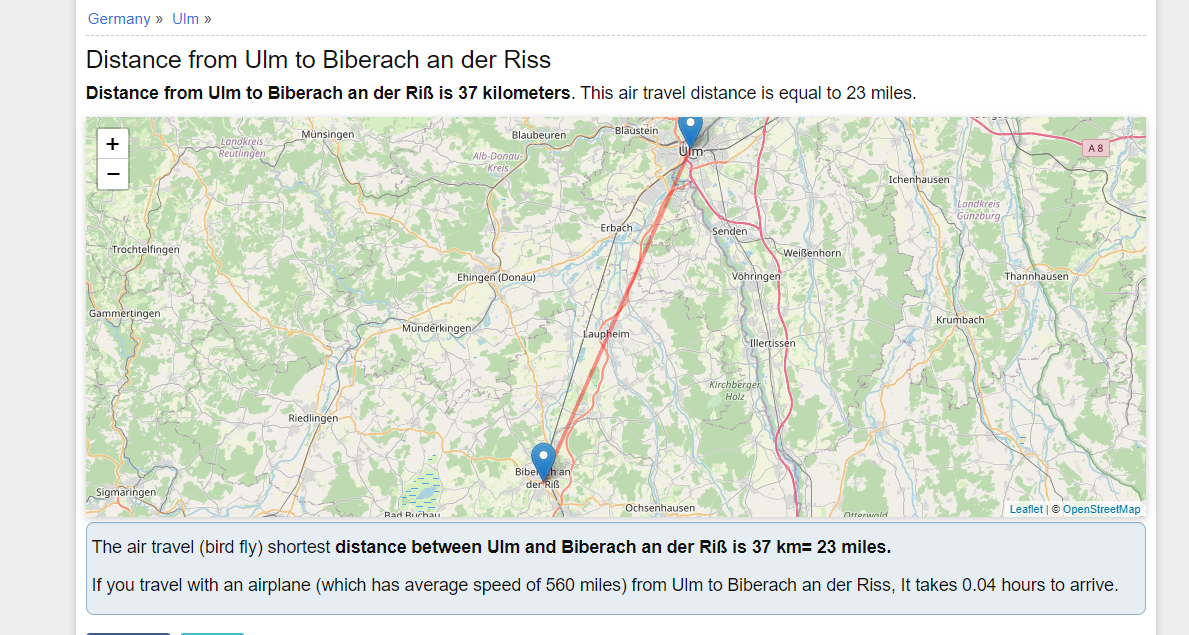 Germany » Ulm »
Distance from Ulm to Biberach an der Riss
Distance from Ulm to Biberach an der Riß is 37 kilometers. This air travel distance is equal to 23 miles.
+
−
Münsingen
Landkreis
Reutlingen
Blaubeuren
Blaustein
Ulm
A 8
Alb-Donau
Kreis
Ichenhausen
Landkreis
Günzburg
Erbach
Senden
Trochtelfingen
Weißenhorn
Ehingen (Donau)
Vöhringen
Thannhausen
Gammertingen
Krumbach
Munderkingen
Laupheim
Illertissen
Kirchberger
Holz
Riedlingen
Biberach an
der Riß
Sigmaringen
Ochsenhausen
Bad Buchau
Otterwald
Leaflet | © OpenStreetMap
The air travel (bird fly) shortest distance between Ulm and Biberach an der Riß is 37 km= 23 miles.
If you travel with an airplane (which has average speed of 560 miles) from Ulm to Biberach an der Riss, It takes 0.04 hours to arrive.